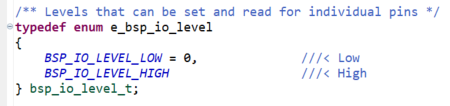 /** Levels that can be set and read for individual pins */
typedef enum e_bsp_io_level
{
    BSP_IO_LEVEL_LOW = 0,              ///< Low
    BSP_IO_LEVEL_HIGH                  ///< High
} bsp_io_level_t;